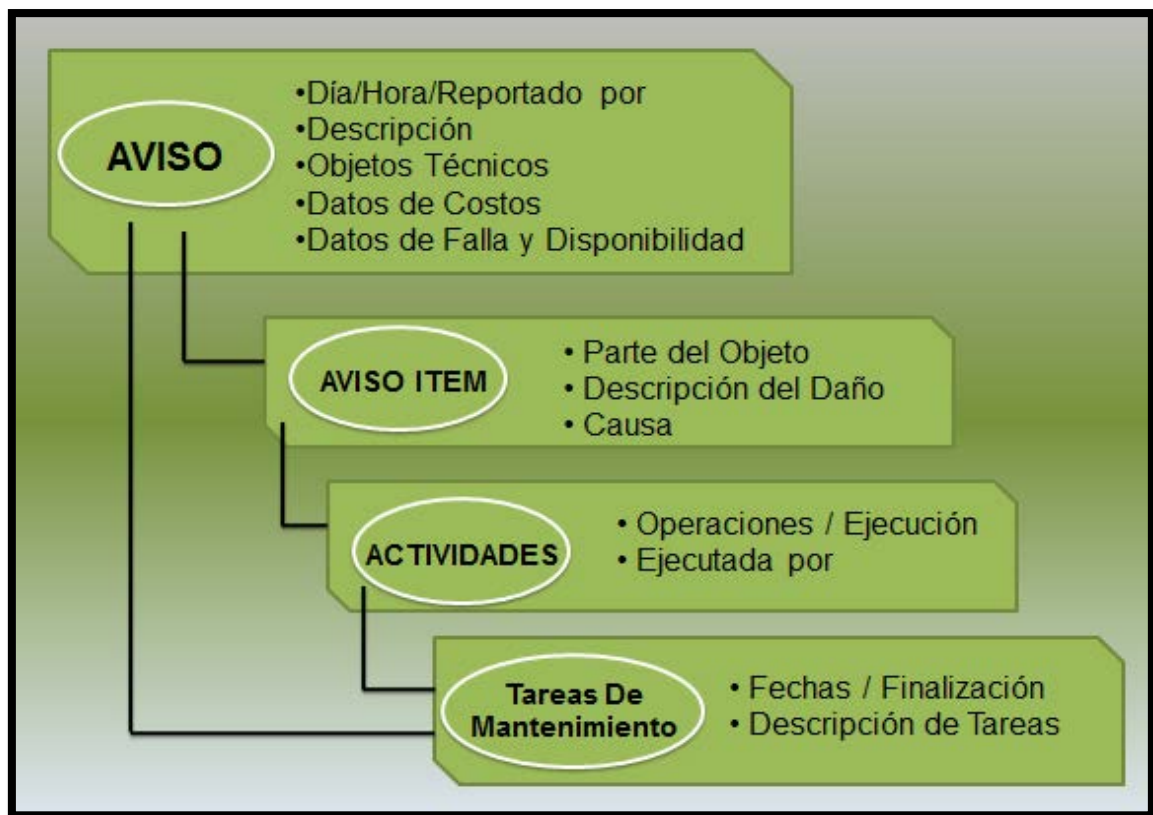 AVISO
•Día/Hora/Reportado por
•Descripción
•Objetos Técnicos
•Datos de Costos
•Datos de Falla y Disponibilidad
AVISO ITEM
• Parte del Objeto
• Descripción del Daño
• Causa
ACTIVIDADES
• Operaciones / Ejecución
• Ejecutada por
Tareas De
Mantenimiento
• Fechas / Finalización
• Descripción de Tareas